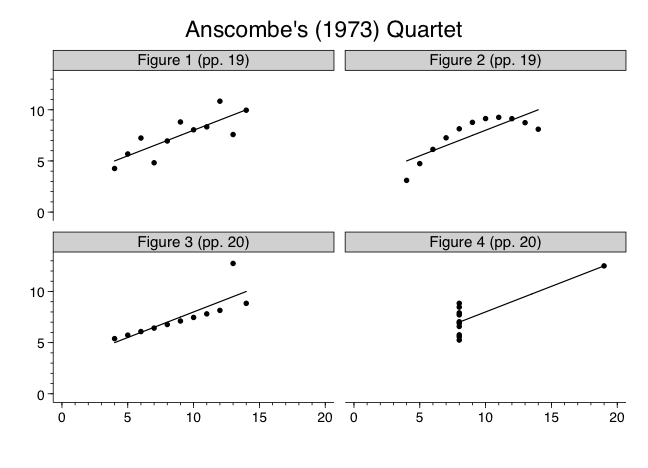 Anscombe's (1973) Quartet
Figure 1 (pp. 19)
Figure 2 (pp. 19)
10
5
0
Figure 3 (pp. 20)
Figure 4 (pp. 20)
10
5
0
0 5 10 15 20
0 5 10 15 20